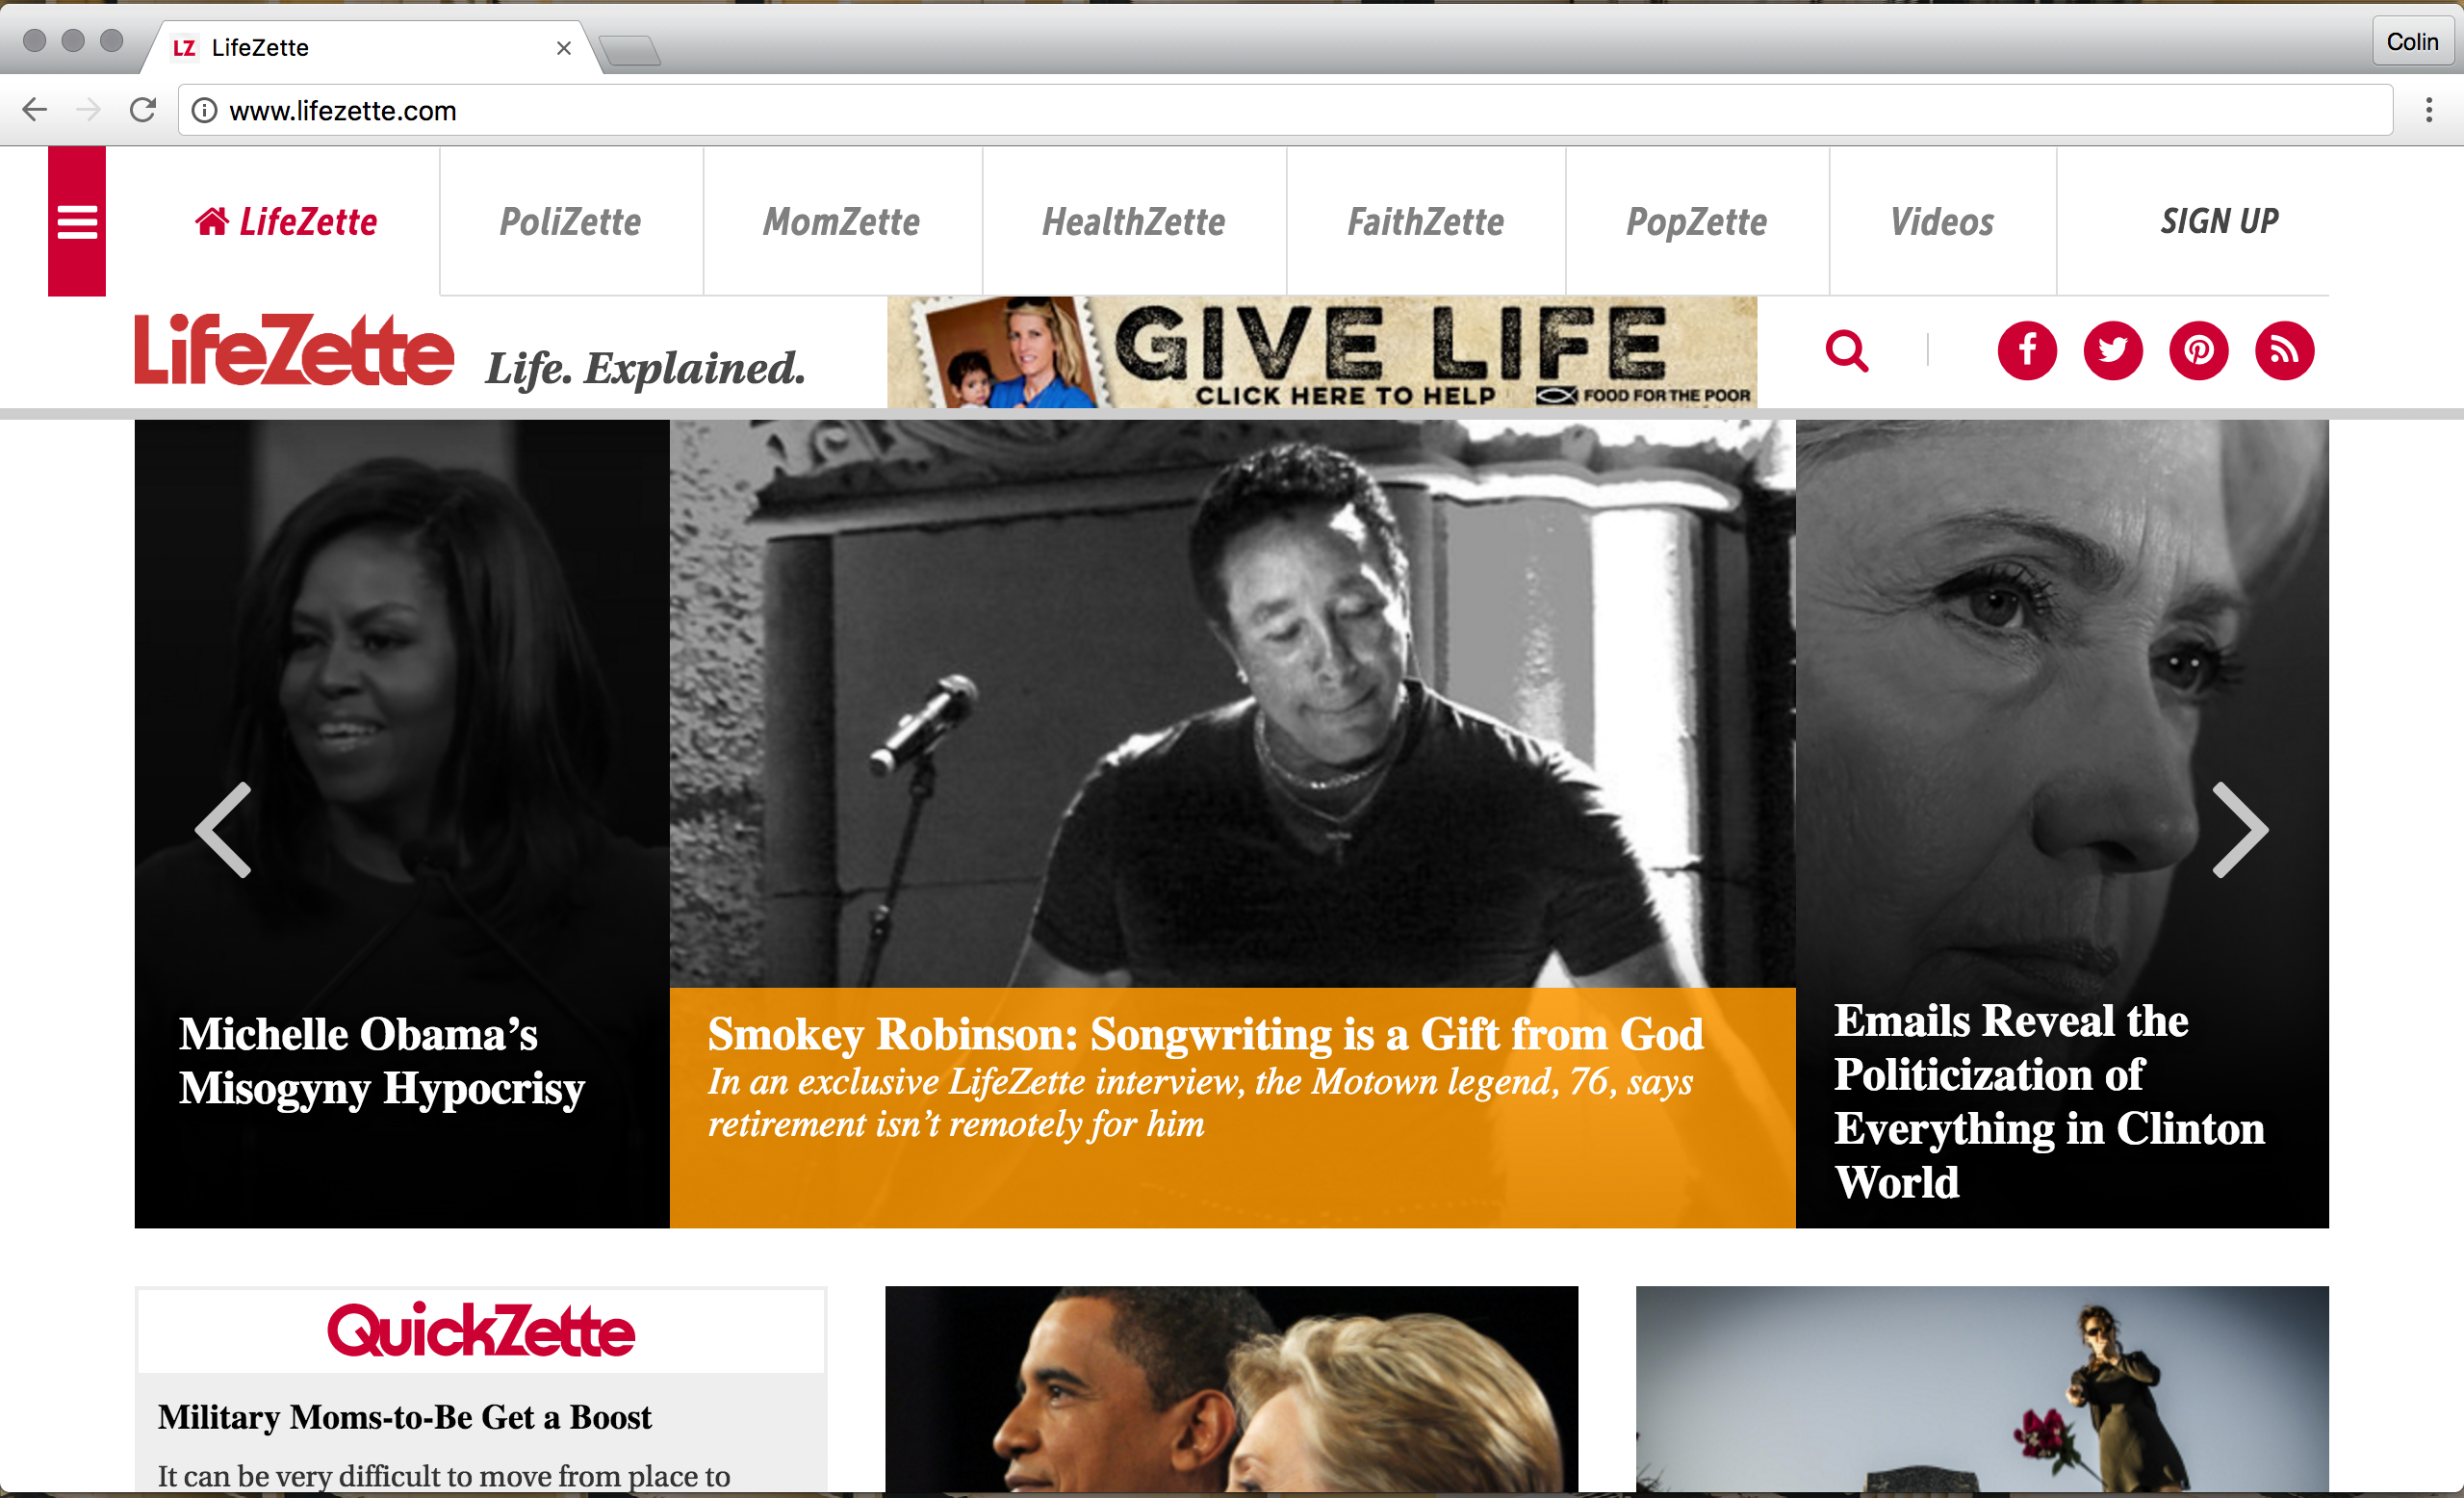 LZ LifeZette
Colin
www.lifezette.com
LifeZette PoliZette MomZette HealthZette FaithZette PopZette Videos SIGN UP
LifeZette Life. Explained.
GIVE LIFE
CLICK HERE TO HELP FOOD FOR THE POOR
Michelle Obama’s
Misogyny Hypocrisy
Smokey Robinson: Songwriting is a Gift from God
In an exclusive LifeZette interview, the Motown legend, 76, says
retirement isn’t remotely for him
Emails Reveal the
Politicization of
Everything in Clinton
World
QuickZette
Military Moms-to-Be Get a Boost
It can be very difficult to move from place to